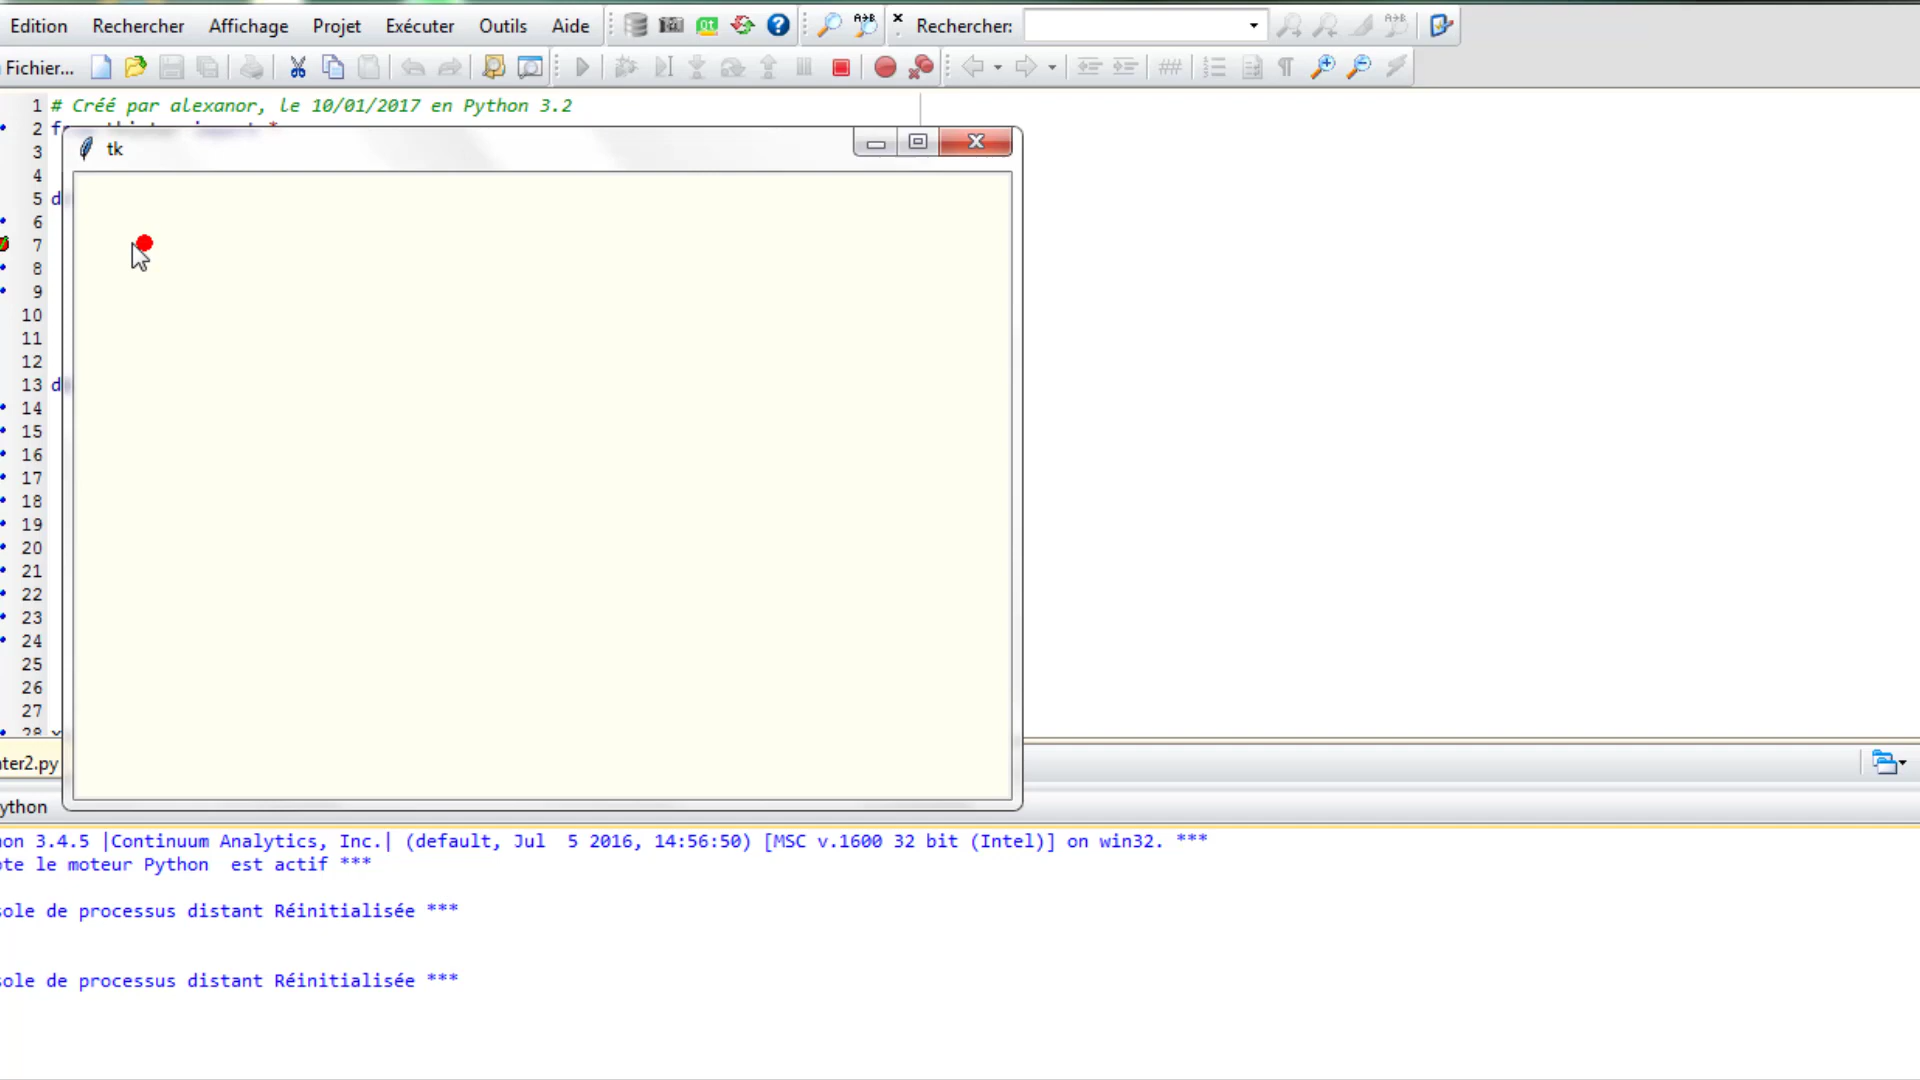 Edition Rechercher Affichage Projet Exécuter Outils Aide Rechercher:
Fichier...
1 # Créé par alexanor, le 10/01/2017 en Python 3.2
2
3
4
5 d
6
7
8
9
10
11
12
13 d
14
15
16
17
18
19
20
21
22
23
24
25
26
27
28
tk
ter2.py
ython
on 3.4.5 |Continuum Analytics, Inc.| (default, Jul 5 2016, 14:56:50) [MSC v.1600 32 bit (Intel)] on win32. ***
te le moteur Python est actif ***
ole de processus distant Réinitialisée ***
ole de processus distant Réinitialisée ***